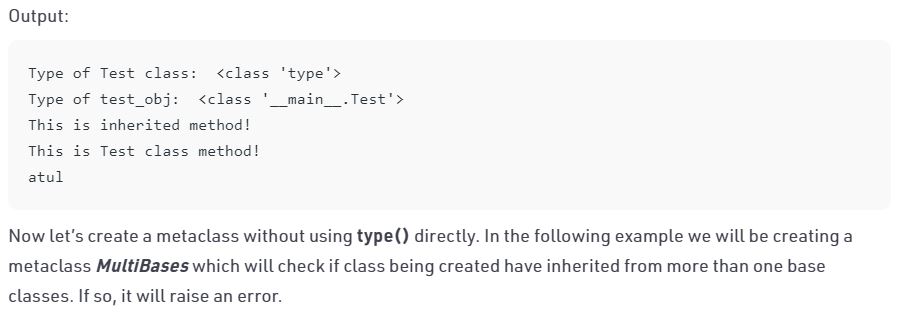 Output:
Type of Test class:  <class 'type'>
Type of test_obj:  <class '__main__.Test'>
This is inherited method!
This is Test class method!
atul
Now let's create a metaclass without using type() directly. In the following example we will be creating a
metaclass MultiBases which will check if class being created have inherited from more than one base
classes. If so, it will raise an error.